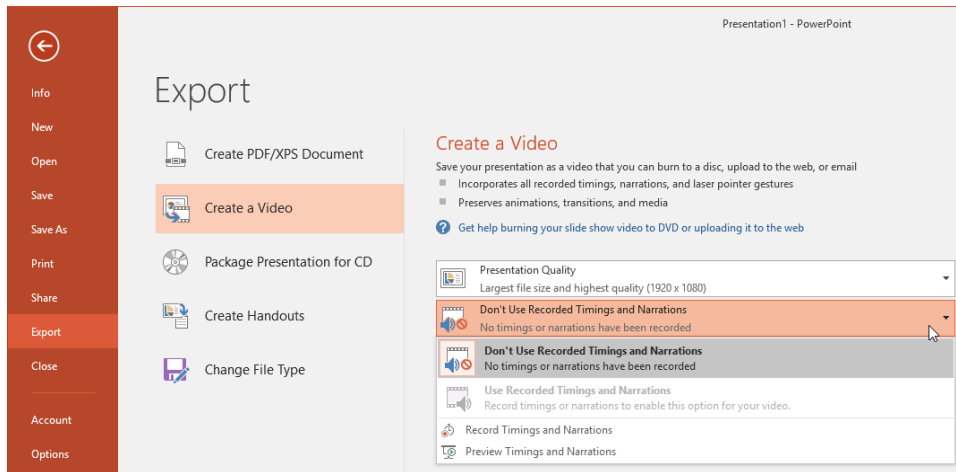 Presentation1 - PowerPoint
Info
New
Open
Save
Save As
Print
Share
Export
Close
Account
Options
Export
Create PDF/XPS Document
Create a Video
Package Presentation for CD
Create Handouts
Change File Type
Create a Video
Save your presentation as a video that you can burn to a disc, upload to the web, or email
Incorporates all recorded timings, narrations, and laser pointer gestures
Preserves animations, transitions, and media
Get help burning your slide show video to DVD or uploading it to the web
Presentation Quality
Largest file size and highest quality (1920 x 1080)
Don't Use Recorded Timings and Narrations
No timings or narrations have been recorded
Don't Use Recorded Timings and Narrations
No timings or narrations have been recorded
Use Recorded Timings and Narrations
Record timings or narrations to enable this option for your video.
Record Timings and Narrations
Preview Timings and Narrations